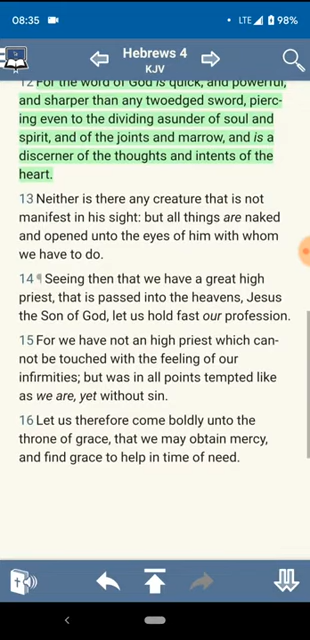 08:35
LTE 98%
Hebrews 4
KJV
12 For the word of God is quick, and powerful,
and sharper than any twoedged sword, pierc-
ing even to the dividing asunder of soul and
spirit, and of the joints and marrow, and is a
discerner of the thoughts and intents of the
heart.
13 Neither is there any creature that is not
manifest in his sight: but all things are naked
and opened unto the eyes of him with whom
we have to do.
14 ¶ Seeing then that we have a great high
priest, that is passed into the heavens, Jesus
the Son of God, let us hold fast our profession.
15 For we have not an high priest which can-
not be touched with the feeling of our
infirmities; but was in all points tempted like
as we are, yet without sin.
16 Let us therefore come boldly unto the
throne of grace, that we may obtain mercy,
and find grace to help in time of need.